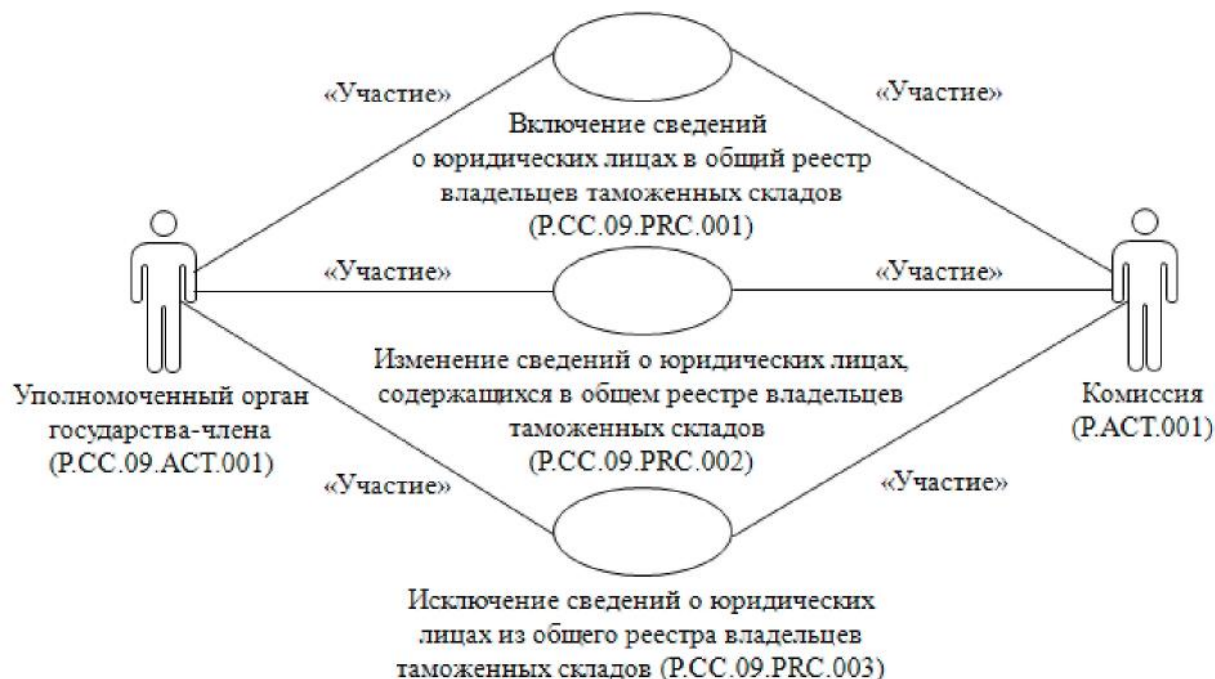 «Участие»
«Участие»
Включение сведений
о юридических лицах в общий реестр
владельцев таможенных складов
(P.CC.09.PRC.001)
«Участие»
«Участие»
Уполномоченный орган
государства-члена
(P.CC.09.ACT.001)
Изменение сведений о юридических лицах,
содержащихся в общем реестре владельцев
таможенных складов
(P.CC.09.PRC.002)
Комиссия
(P.ACT.001)
«Участие»
«Участие»
Исключение сведений о юридических
лицах из общего реестра владельцев
таможенных складов (P.CC.09.PRC.003)